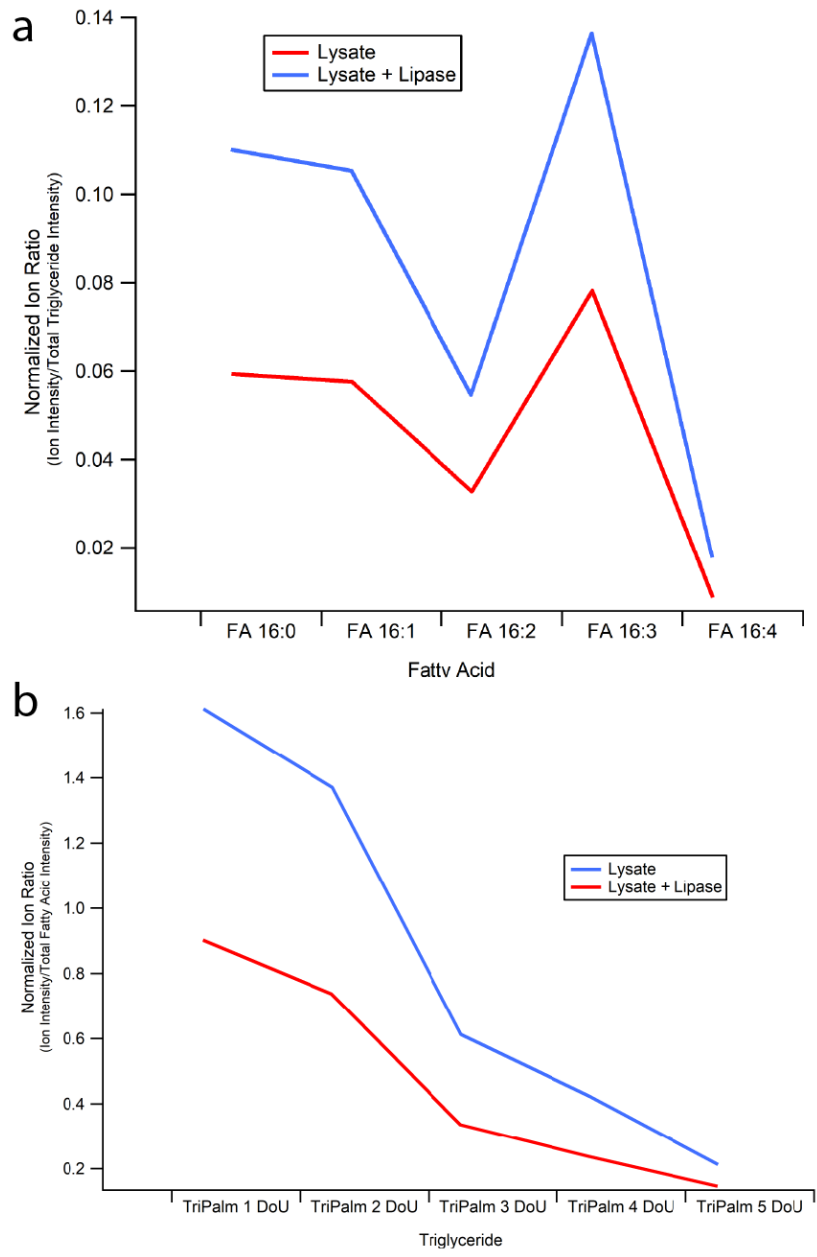 a
0.14
0.12
0.10
0.08
0.06
0.04
0.02
Normalized Ion Ratio
(Ion Intensity/Total Triglyceride Intensity)
Lysate
Lysate + Lipase
FA 16:0 FA 16:1 FA 16:2 FA 16:3 FA 16:4
Fatty Acid
b
1.6
1.4
1.2
1.0
0.8
0.6
0.4
0.2
Normalized Ion Ratio
(Ion Intensity/Total Fatty Acic Intensity)
Lysate
Lysate + Lipase
TriPalm 1 DoU TriPalm 2 DoU TriPalm 3 DoU TriPalm 4 DoU TriPalm 5 DoU
Triglyceride